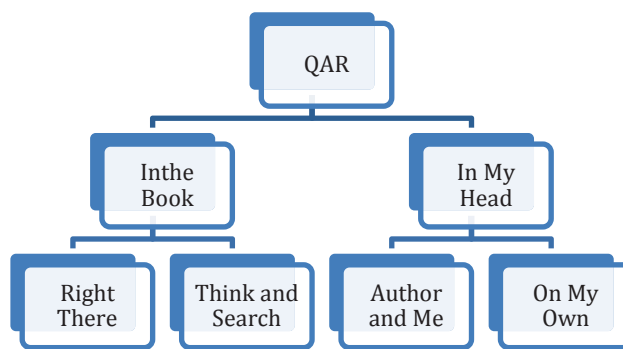 QAR
Inthe
Book
In My
Head
Right
There
Think and
Search
Author
and Me
On My
Own